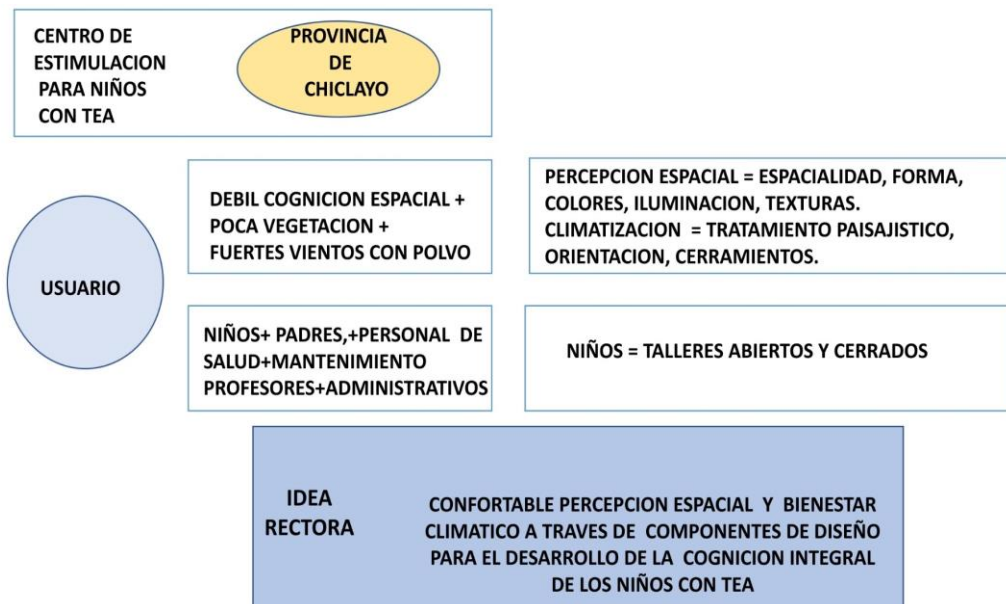 CENTRO DE
ESTIMULACION
PARA NIÑOS
CON TEA
PROVINCIA
DE
CHICLAYO
USUARIO
DEBIL COGNICION ESPACIAL +
POCA VEGETACION +
FUERTES VIENTOS CON POLVO
PERCEPCION ESPACIAL = ESPACIALIDAD, FORMA,
COLORES, ILUMINACION, TEXTURAS.
CLIMATIZACION = TRATAMIENTO PAISAJISTICO,
ORIENTACION, CERRAMIENTOS.
NIÑOS+ PADRES,+PERSONAL DE
SALUD+MANTENIMIENTO
PROFESORES+ADMINISTRATIVOS
NIÑOS = TALLERES ABIERTOS Y CERRADOS
IDEA
RECTORA
CONFORTABLE PERCEPCION ESPACIAL Y BIENESTAR
CLIMATICO A TRAVES DE COMPONENTES DE DISEÑO
PARA EL DESARROLLO DE LA COGNICION INTEGRAL
DE LOS NIÑOS CON TEA